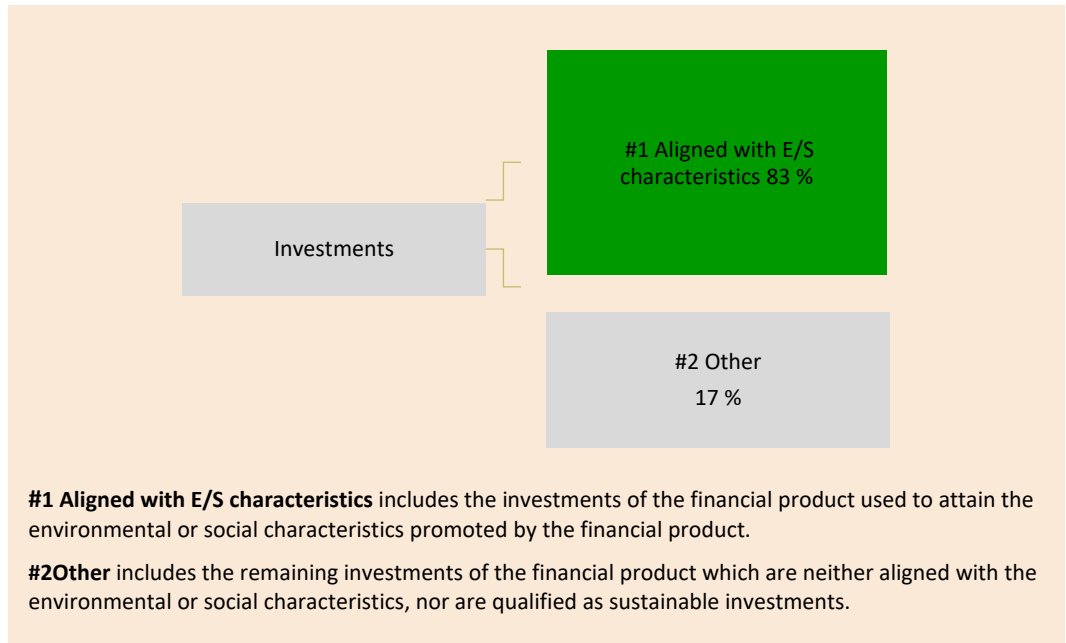 #1 Aligned with E/S
characteristics 83 %
Investments
#2 Other
17 %
#1 Aligned with E/S characteristics includes the investments of the financial product used to attain the
environmental or social characteristics promoted by the financial product.
#2Other includes the remaining investments of the financial product which are neither aligned with the
environmental or social characteristics, nor are qualified as sustainable investments.